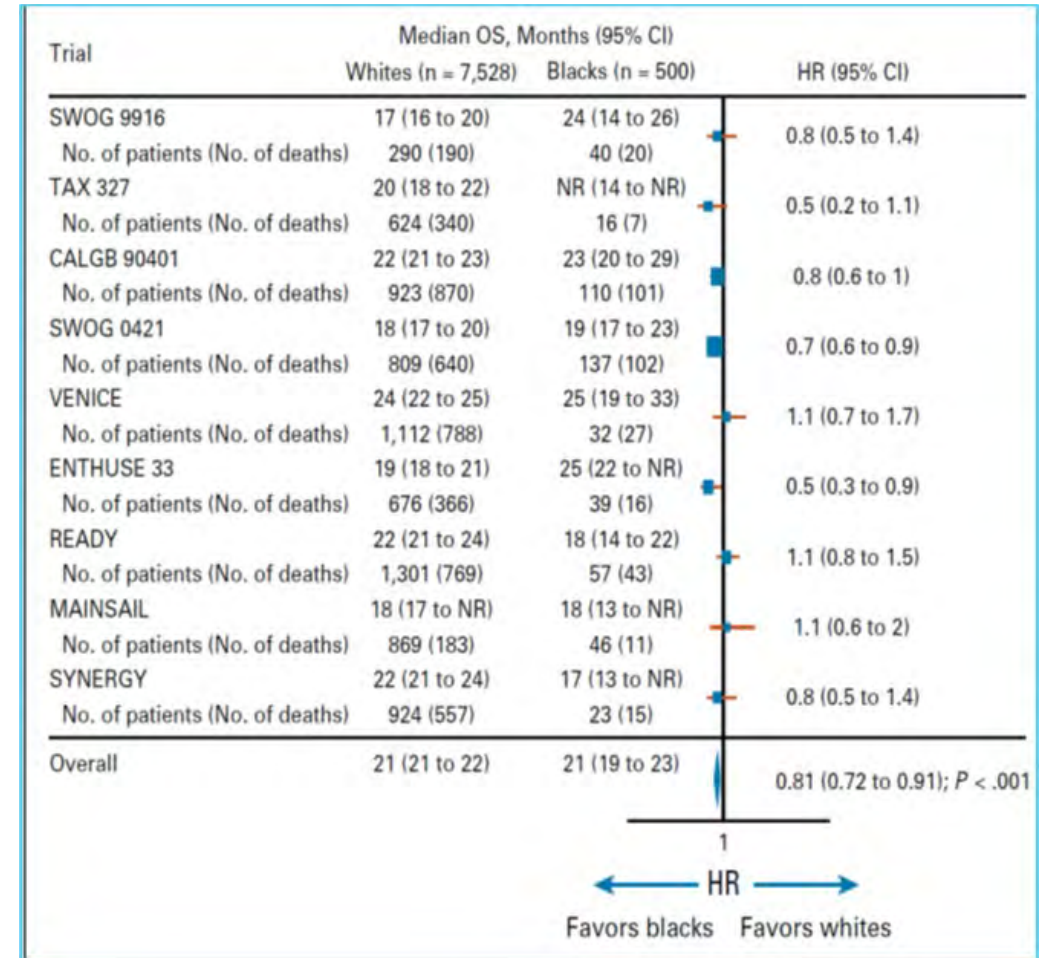 Median OS, Months (95% CI)
Trial
Whites (n = 7,528) Blacks (n = 500) HR (95% CI)
SWOG 9916 17 (16 to 20) 24 (14 to 26)
0.8 (0.5 to 1.4)
No. of patients (No. of deaths) 290 (190) 40 (20)
TAX 327 20 (18 to 22) NR (14 to NR)
0.5 (0.2 to 1.1)
No. of patients (No. of deaths) 624 (340) 16 (7)
CALGB 90401 22 (21 to 23) 23 (20 to 29)
0.8 (0.6 to 1)
No. of patients (No. of deaths) 923 (870) 110 (101)
SWOG 0421 18 (17 to 20) 19 (17 to 23)
0.7 (0.6 to 0.9)
No. of patients (No. of deaths) 809 (640) 137 (102)
VENICE 24 (22 to 25) 25 (19 to 33)
1.1 (0.7 to 1.7)
No. of patients (No. of deaths) 1,112 (788) 32 (27)
ENTHUSE 33 19 (18 to 21) 25 (22 to NR)
0.5 (0.3 to 0.9)
No. of patients (No. of deaths) 676 (366) 39 (16)
READY 22 (21 to 24) 18 (14 to 22)
1.1 (0.8 to 1.5)
No. of patients (No. of deaths) 1,301 (769) 57 (43)
MAINSAIL 18 (17 to NR) 18 (13 to NR)
1.1 (0.6 to 2)
No. of patients (No. of deaths) 869 (183) 46 (11)
SYNERGY 22 (21 to 24) 17 (13 to NR)
0.8 (0.5 to 1.4)
No. of patients (No. of deaths) 924 (557) 23 (15)
Overall 21 (21 to 22) 21 (19 to 23)
0.81 (0.72 to 0.91); P < .001
1
HR
Favors blacks Favors whites